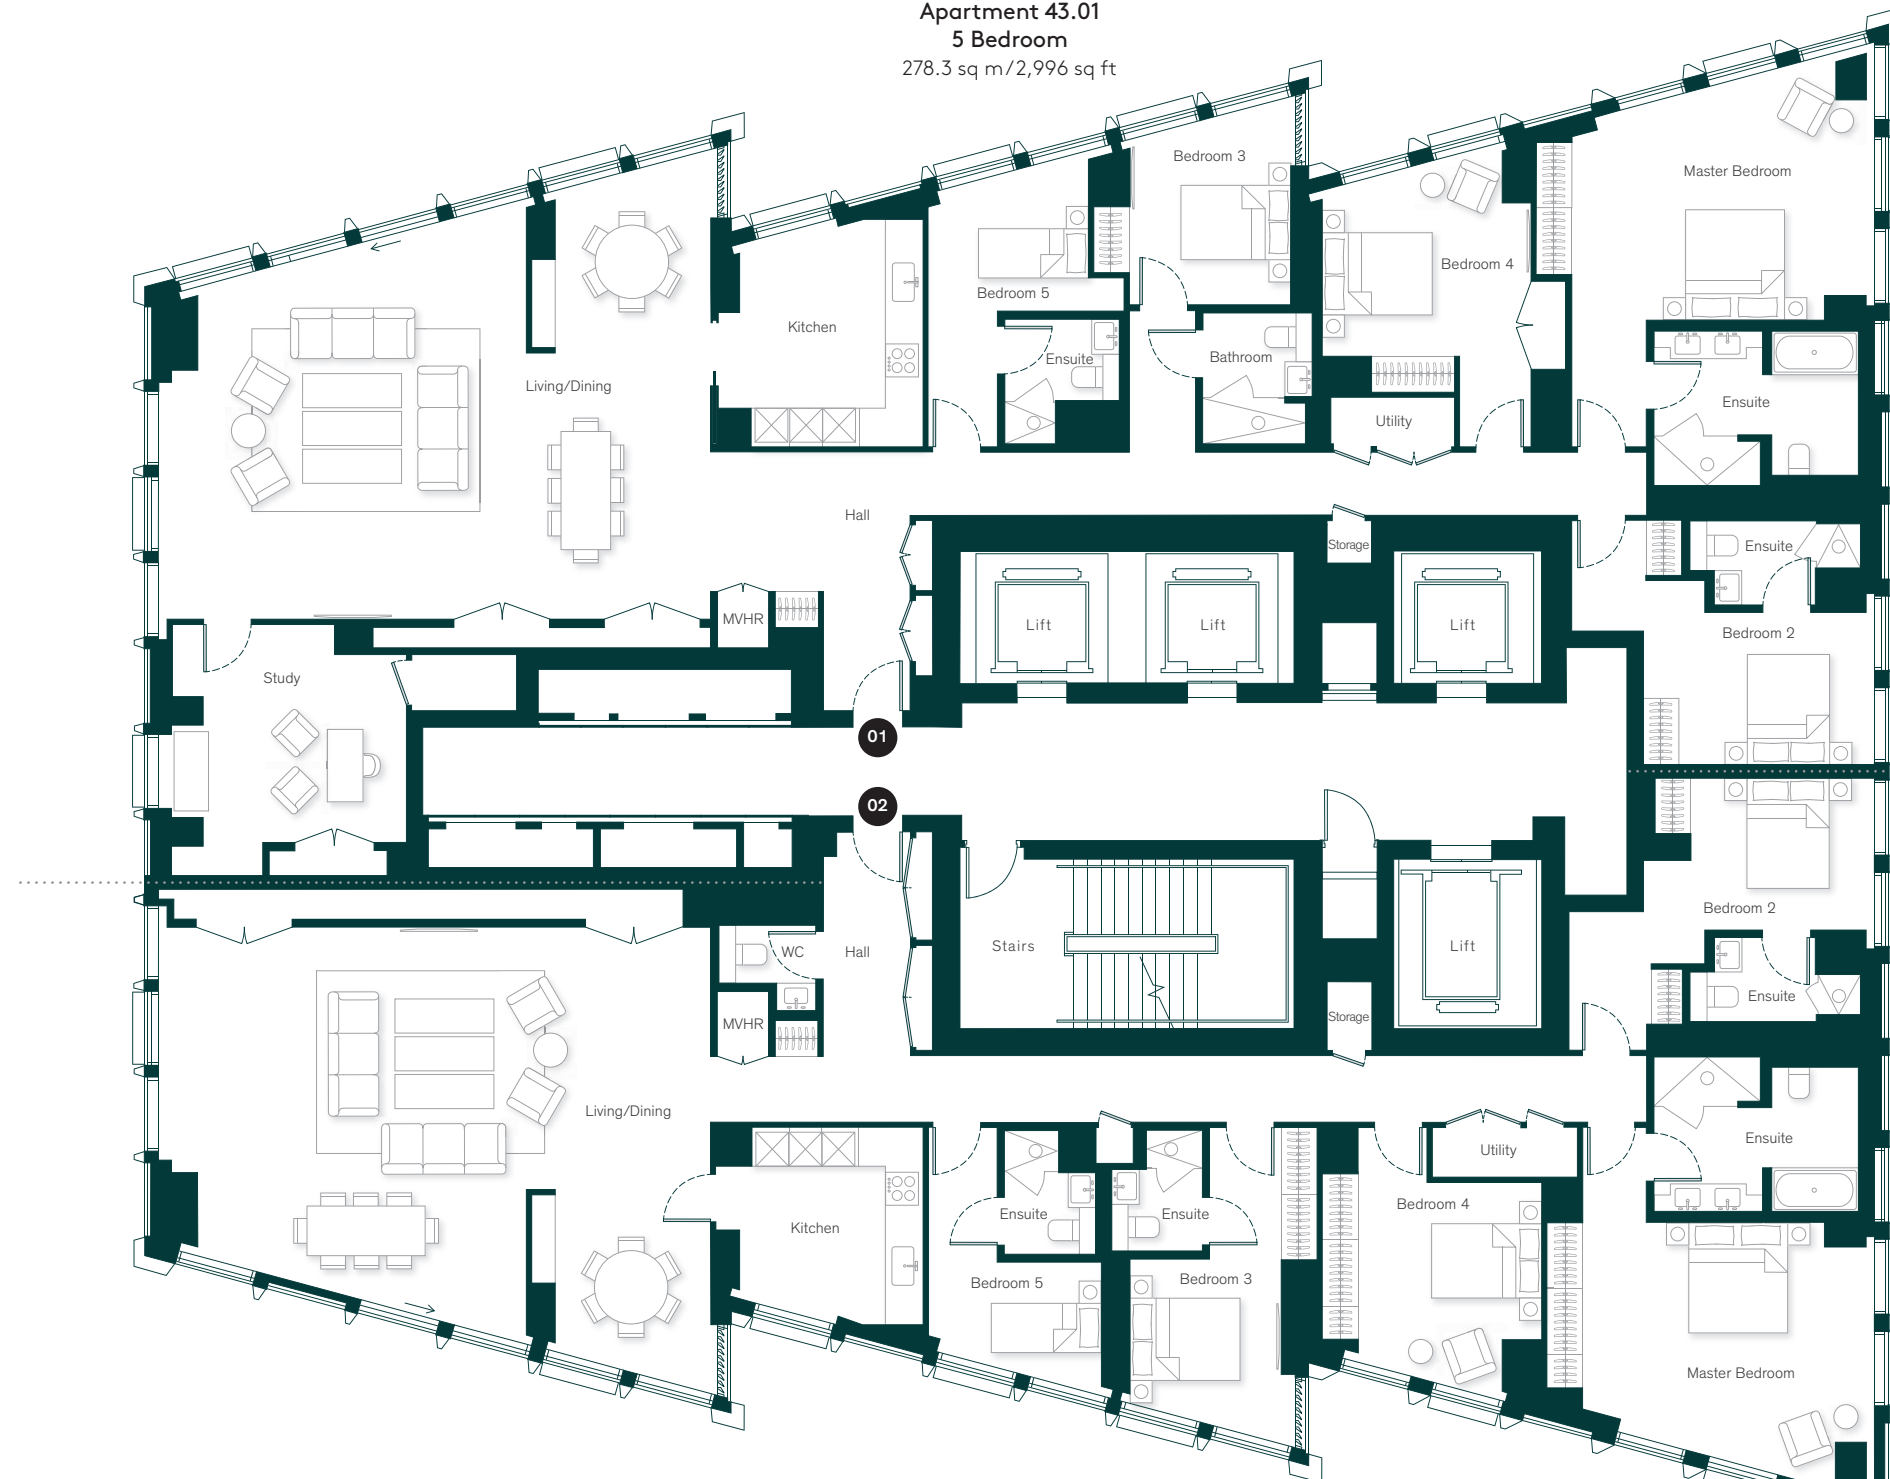 Apartment 43.01
5 Bedroom
278.3 sq m/2,996 sq ft
Bedroom 3
Master Bedroom
Bedroom 4
Bedroom 5
Kitchen
Ensuite
Bathroom
Living/Dining
Ensuite
Utility
Hall
Storage
Ensuite
MVHR
Lift
Lift
Lift
Bedroom 2
Study
01
02
Bedroom 2
WC
Hall
Stairs
Lift
Ensuite
MVHR
Storage
Living/Dining
Ensuite
Utility
Bedroom 4
Ensuite
Ensuite
Kitchen
Bedroom 5
Bedroom 3
Master Bedroom